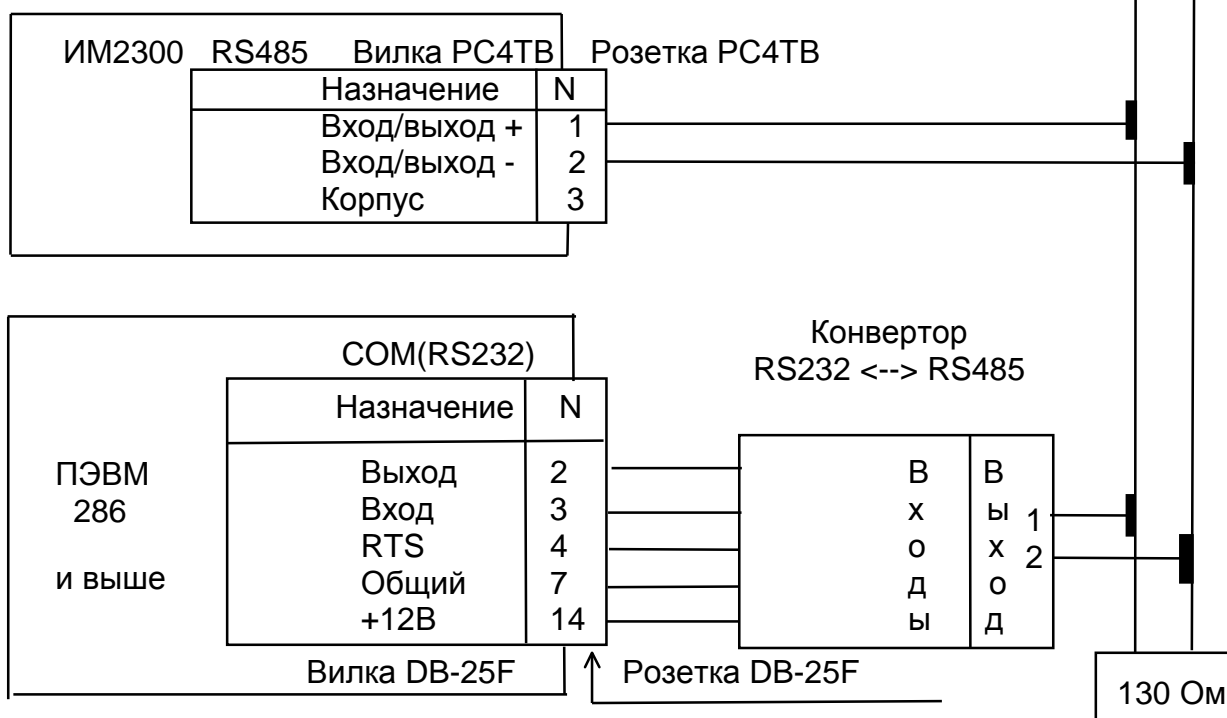 ИМ2300 RS485 Вилка РС4ТВ Розетка РС4ТВ
Назначение N
Вход/выход + 1
Вход/выход - 2
Корпус 3
Конвертор
RS232 <--> RS485
COM(RS232)
Назначение N
ПЭВМ
286
и выше
Выход 2
Вход 3
RTS 4
Общий 7
+12В 14
Входы
Выход
1
2
Вилка DB-25F Розетка DB-25F
130 Ом